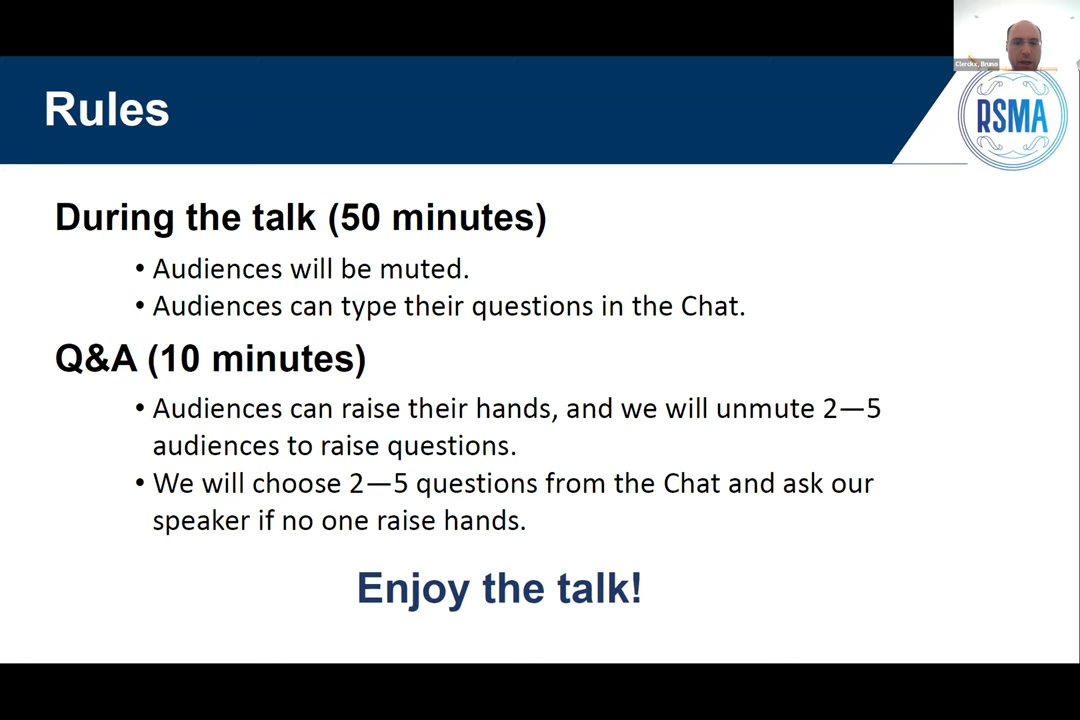 Clerckx, Bruno
Rules
RSMA
During the talk (50 minutes)
• Audiences will be muted.
• Audiences can type their questions in the Chat.
Q&A (10 minutes)
• Audiences can raise their hands, and we will unmute 2—5
audiences to raise questions.
• We will choose 2—5 questions from the Chat and ask our
speaker if no one raise hands.
Enjoy the talk!